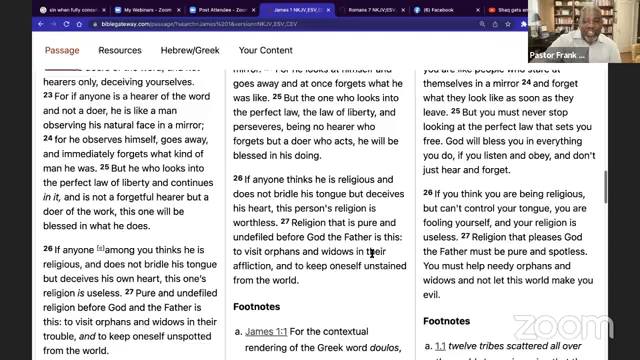 sin when fully cons
My Webinars
Post Attendees - Zoom
James 1 NKJV;ESV;CEV
Romans 7 NKJV;ESV
(2) Facebook
Shaq gets em
biblegateway.com/passage/?search=James%201&version=NKJV,ESV,CEV
Passage Resources Hebrew/Greek Your Content
Pastor Frank
hearers only, deceiving yourselves.
23 For if anyone is a hearer of the word
and not a doer, he is like a man
observing his natural face in a mirror;
24 for he observes himself, goes away,
and immediately forgets what kind of
man he was. 25 But he who looks into
the perfect law of liberty and continues
in it, and is not a forgetful hearer but a
doer of the work, this one will be
blessed in what he does.
26 If anyone [c]among you thinks he is
religious, and does not bridle his tongue
but deceives his own heart, this one's
religion is useless. 27 Pure and undefiled
religion before God and the Father is
this: to visit orphans and widows in their
trouble, and to keep oneself unspotted
from the world.
mirror. For he looks at himself and
goes away and at once forgets what he
was like. 25 But the one who looks into
the perfect law, the law of liberty, and
perseveres, being no hearer who
forgets but a doer who acts, he will be
blessed in his doing.
26 If anyone thinks he is religious and
does not bridle his tongue but deceives
his heart, this person's religion is
worthless. 27 Religion that is pure and
undefiled before God the Father is this:
to visit orphans and widows in their
affliction, and to keep oneself unstained
from the world.
Footnotes
a. James 1:1 For the contextual
rendering of the Greek word doulos,
you are like people who stare at
themselves in a mirror 24 and forget
what they look like as soon as they
leave. 25 But you must never stop
looking at the perfect law that sets you
free. God will bless you in everything
you do, if you listen and obey, and don't
just hear and forget.
26 If you think you are being religious,
but can't control your tongue, you are
fooling yourself, and your religion is
useless. 27 Religion that pleases God
the Father must be pure and spotless.
You must help needy orphans and
widows and not let this world make you
evil.
Footnotes
a. 1.1 twelve tribes scattered all over
zoom